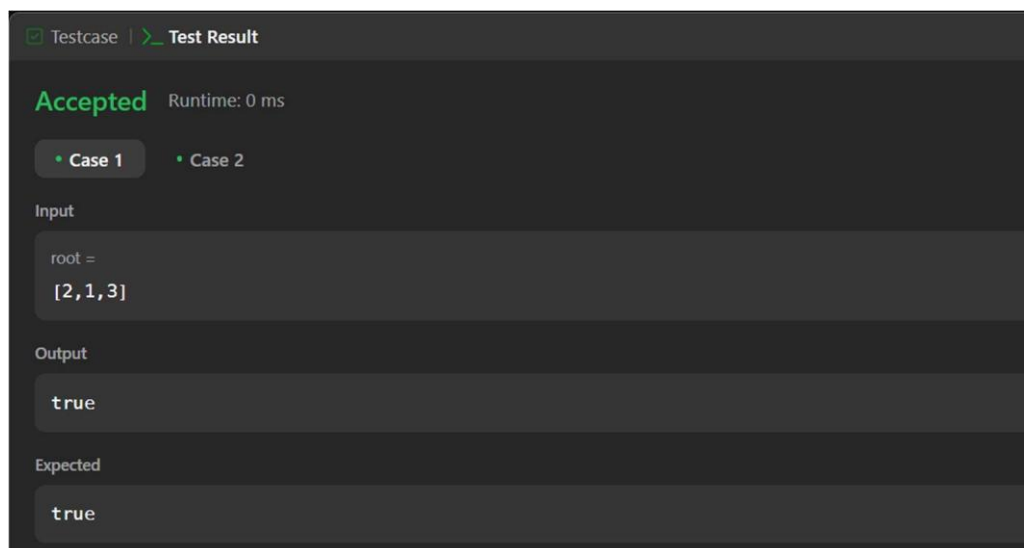 Testcase | >_ Test Result
Accepted Runtime: 0 ms
• Case 1 • Case 2
Input
root =
[2,1,3]
Output
true
Expected
true